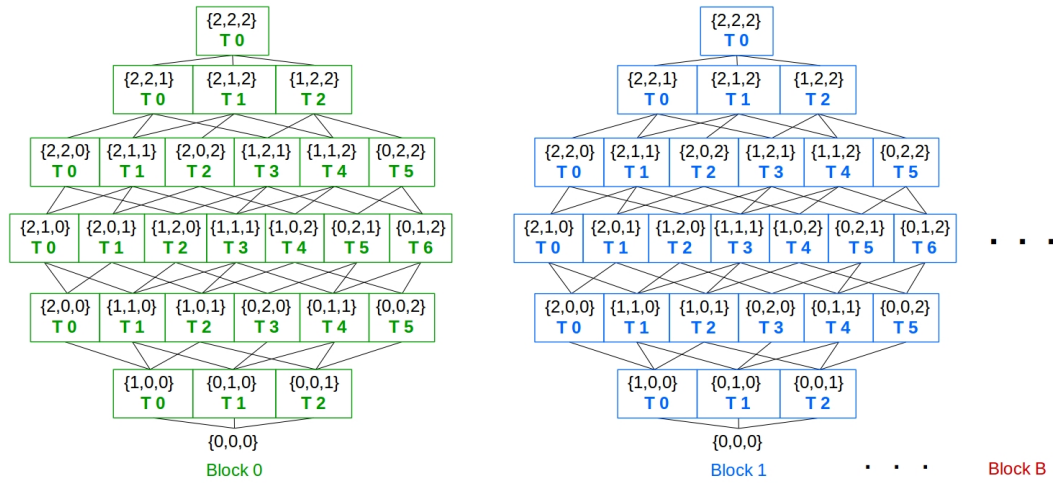 {2,2,2} {2,2,2}
T 0 T 0
{2,2,1} {2,1,2} {1,2,2} {2,2,1} {2,1,2} {1,2,2}
T 0 T 1 T 2 T 0 T 1 T 2
{2,2,0} {2,1,1} {2,0,2} {1,2,1} {1,1,2} {0,2,2} {2,2,0} {2,1,1} {2,0,2} {1,2,1} {1,1,2} {0,2,2}
T 0 T 1 T 2 T 3 T 4 T 5 T 0 T 1 T 2 T 3 T 4 T 5
{2,1,0} {2,0,1} {1,2,0} {1,1,1} {1,0,2} {0,2,1} {0,1,2} {2,1,0} {2,0,1} {1,2,0} {1,1,1} {1,0,2} {0,2,1} {0,1,2} . . .
T 0 T 1 T 2 T 3 T 4 T 5 T 6 T 0 T 1 T 2 T 3 T 4 T 5 T 6
{2,0,0} {1,1,0} {1,0,1} {0,2,0} {0,1,1} {0,0,2} {2,0,0} {1,1,0} {1,0,1} {0,2,0} {0,1,1} {0,0,2}
T 0 T 1 T 2 T 3 T 4 T 5 T 0 T 1 T 2 T 3 T 4 T 5
{1,0,0} {0,1,0} {0,0,1} {1,0,0} {0,1,0} {0,0,1}
T 0 T 1 T 2 T 0 T 1 T 2
{0,0,0} {0,0,0}
Block 0 Block 1 . . . Block B